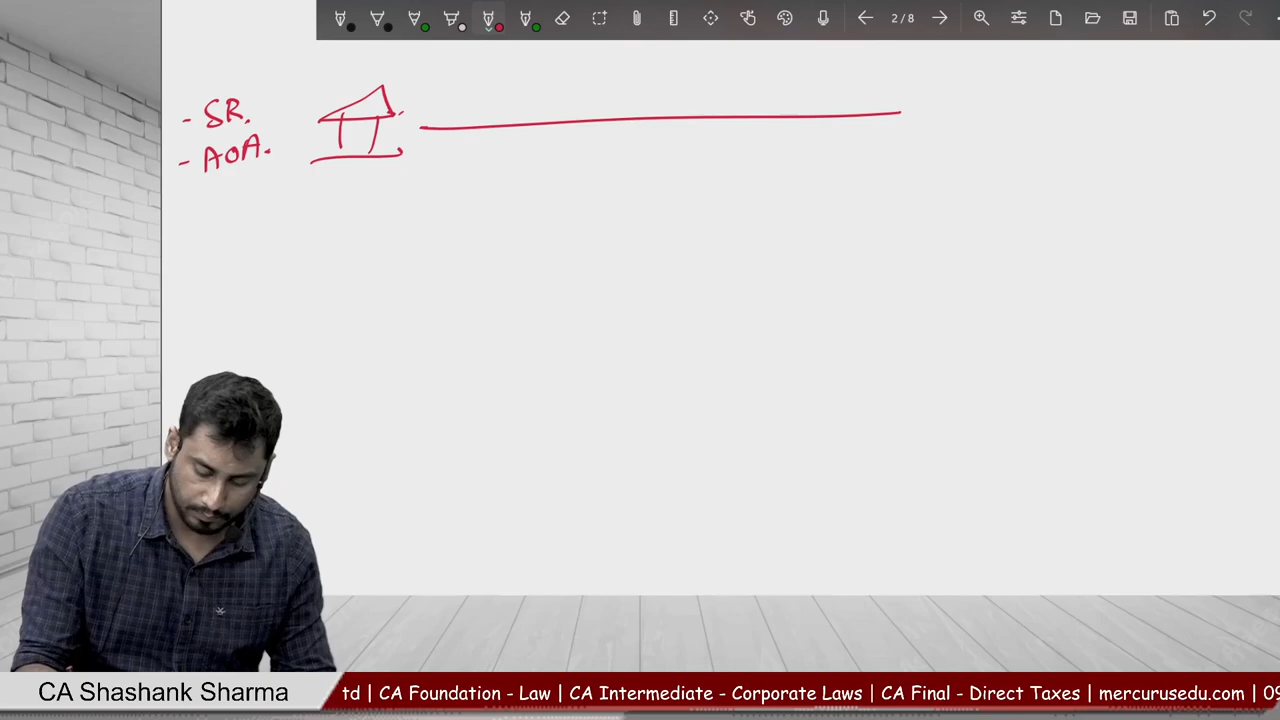 2/8
- SR.
- AOA.
CA Shashank Sharma
td | CA Foundation - Law | CA Intermediate - Corporate Laws | CA Final - Direct Taxes | mercurusedu.com | 09